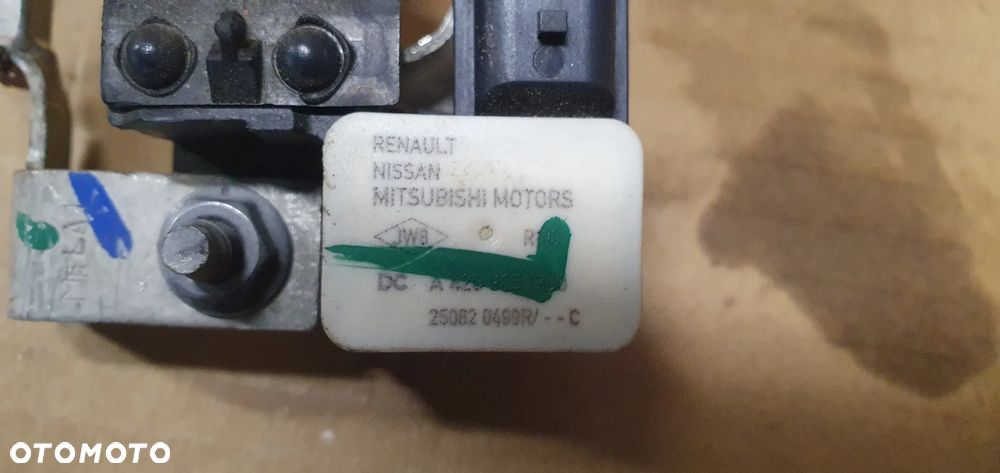 RENAULT
NISSAN
MITSUBISHI MOTORS
JWB
DC A
25082 0499R/--C
OTOMOTO